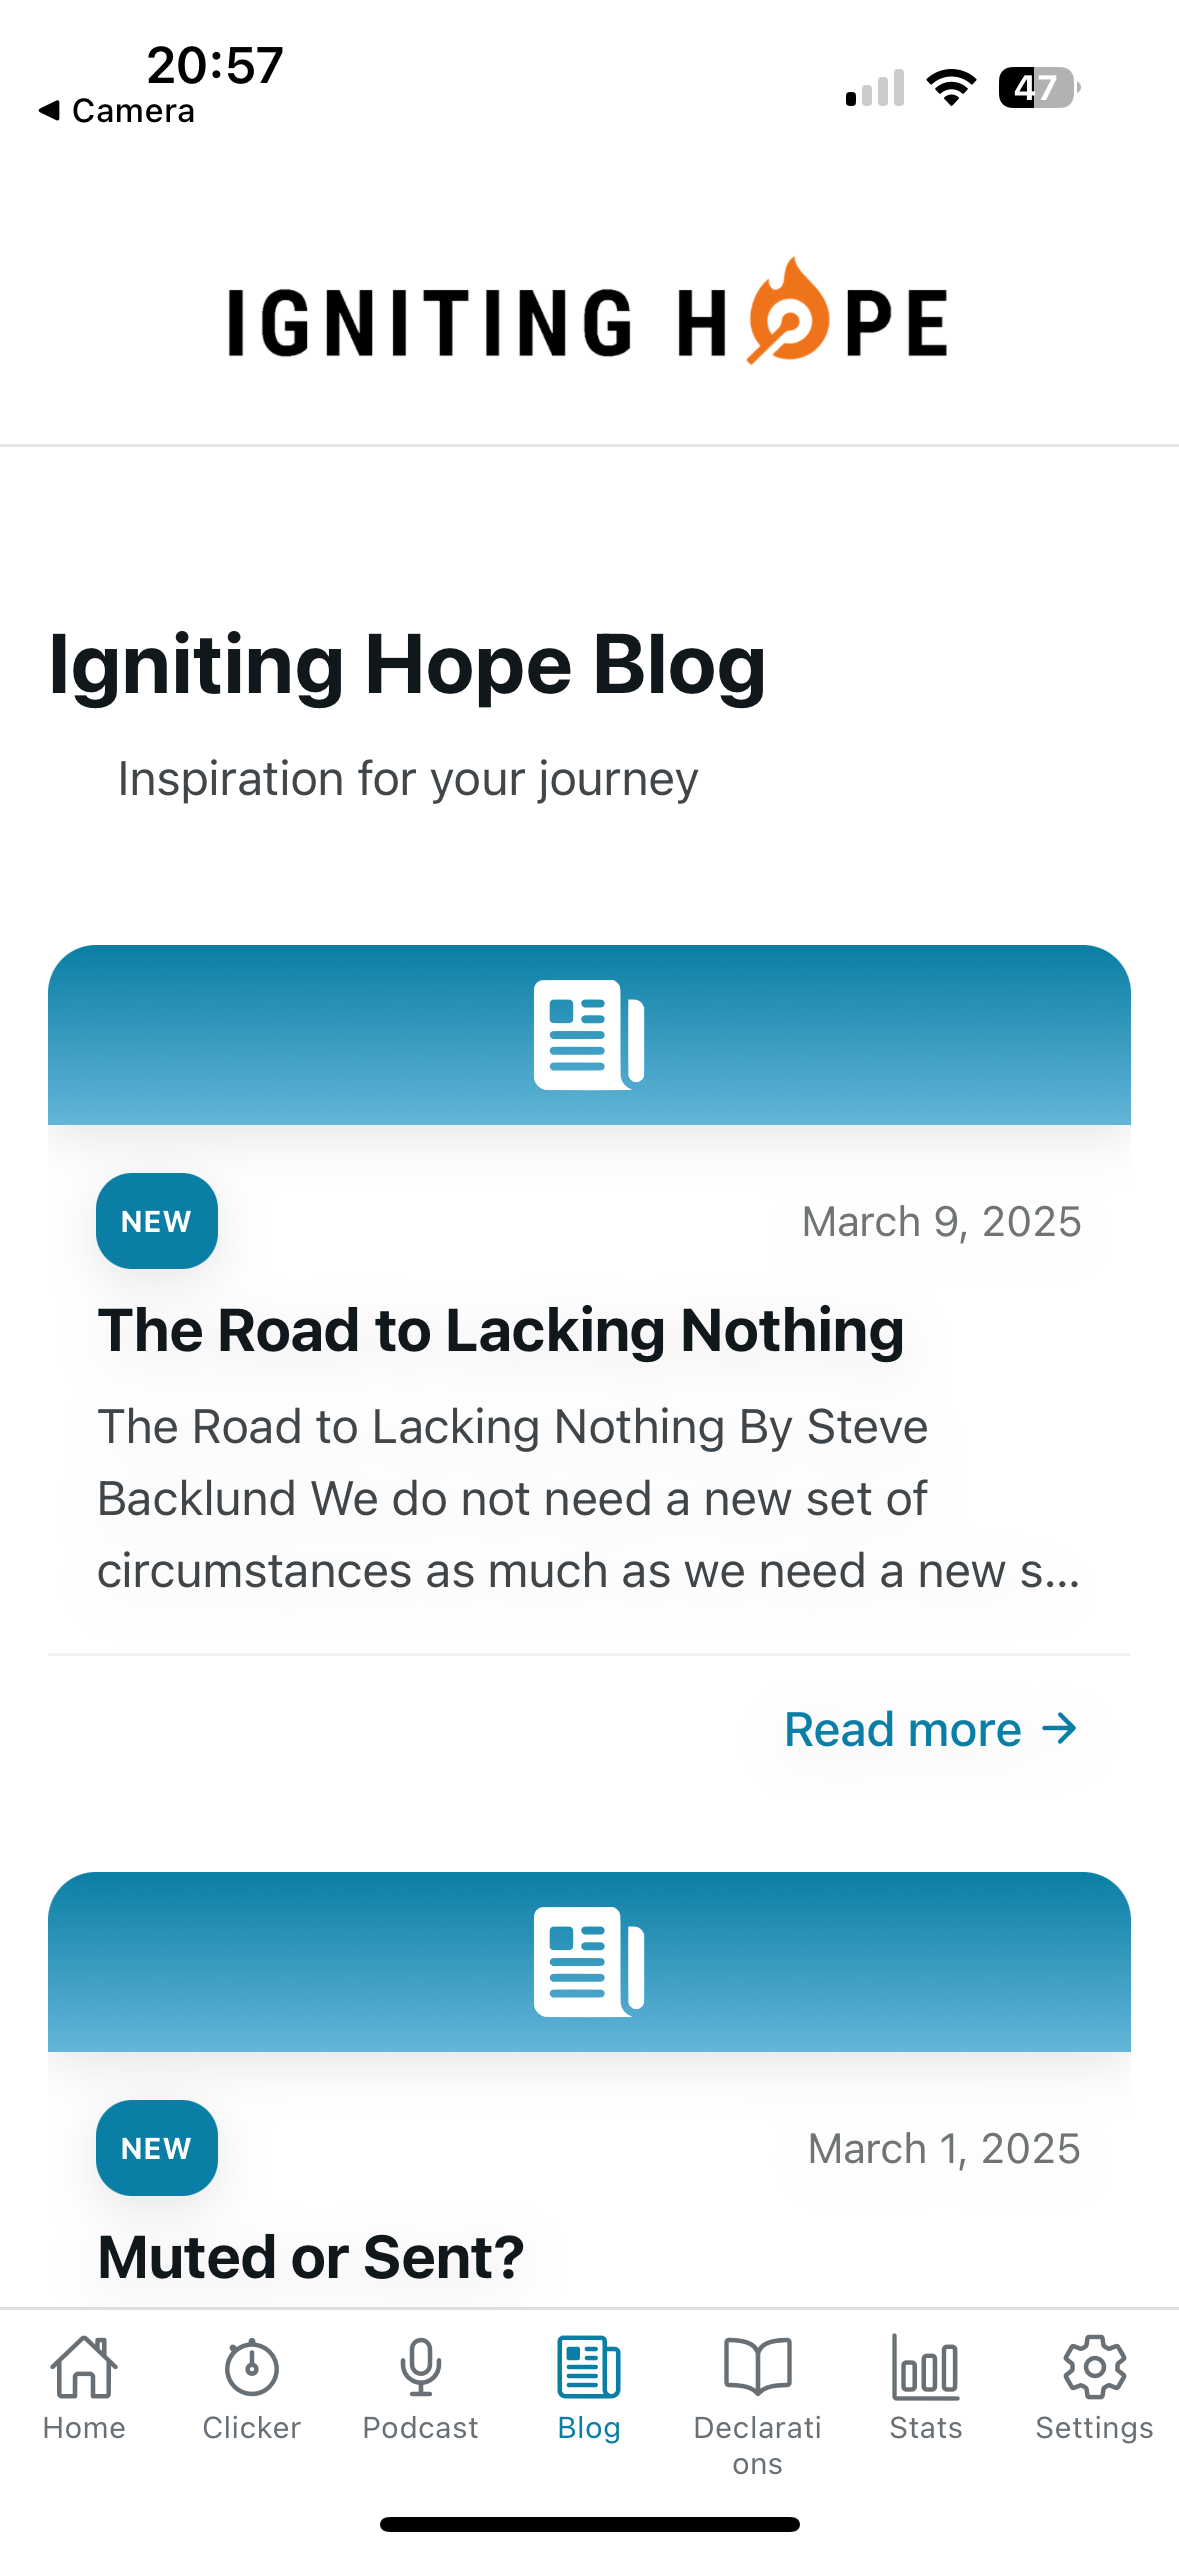 20:57
◀ Camera
47
IGNITING HOPE
Igniting Hope Blog
Inspiration for your journey
NEW
March 9, 2025
The Road to Lacking Nothing
The Road to Lacking Nothing By Steve
Backlund We do not need a new set of
circumstances as much as we need a new s...
Read more →
NEW
March 1, 2025
Muted or Sent?
Home
Clicker
Podcast
Blog
Declarati
ons
Stats
Settings